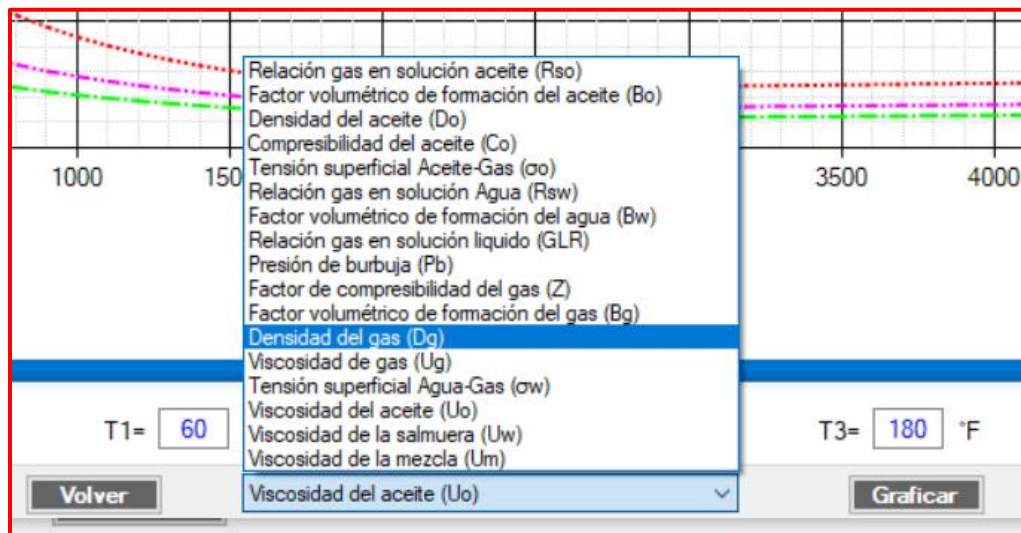 Relación gas en solución aceite (Rso)
Factor volumétrico de formación del aceite (Bo)
Densidad del aceite (Do)
Compresibilidad del aceite (Co)
Tensión superficial Aceite-Gas (σo)
Relación gas en solución Agua (Rsw)
Factor volumétrico de formación del agua (Bw)
Relación gas en solución liquido (GLR)
Presión de burbuja (Pb)
Factor de compresibilidad del gas (Z)
Factor volumétrico de formación del gas (Bg)
Densidad del gas (Dg)
Viscosidad de gas (Ug)
Tensión superficial Agua-Gas (σw)
Viscosidad del aceite (Uo)
Viscosidad de la salmuera (Uw)
Viscosidad de la mezcla (Um)
1000 150 3500 4000
T1= 60 T3= 180 °F
Volver Viscosidad del aceite (Uo) Graficar